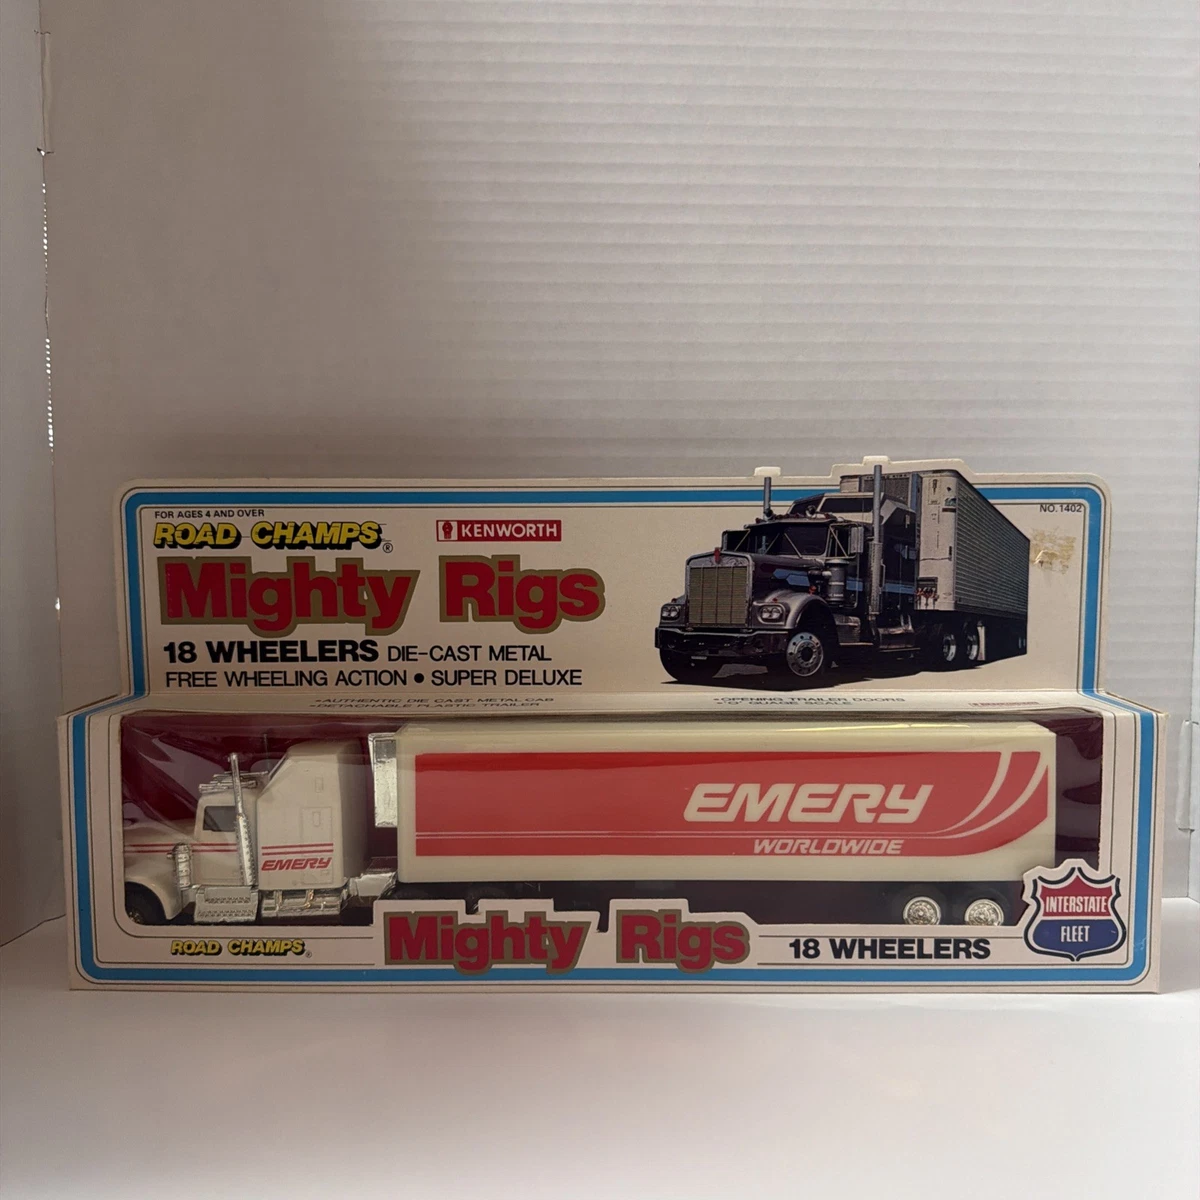 FOR AGES 4 AND OVER
ROAD CHAMPS®
KENWORTH
NO. 1402
Mighty Rigs
18 WHEELERS DIE-CAST METAL
FREE WHEELING ACTION • SUPER DELUXE
•AUTHENTIC DIE CAST METAL CAB
•DETACHABLE PLASTIC TRAILER
•OPENING TRAILER DOORS
•"O" GUAGE SCALE
EMERY
WORLDWIDE
EMERY
ROAD CHAMPS®
Mighty Rigs
18 WHEELERS
INTERSTATE
FLEET